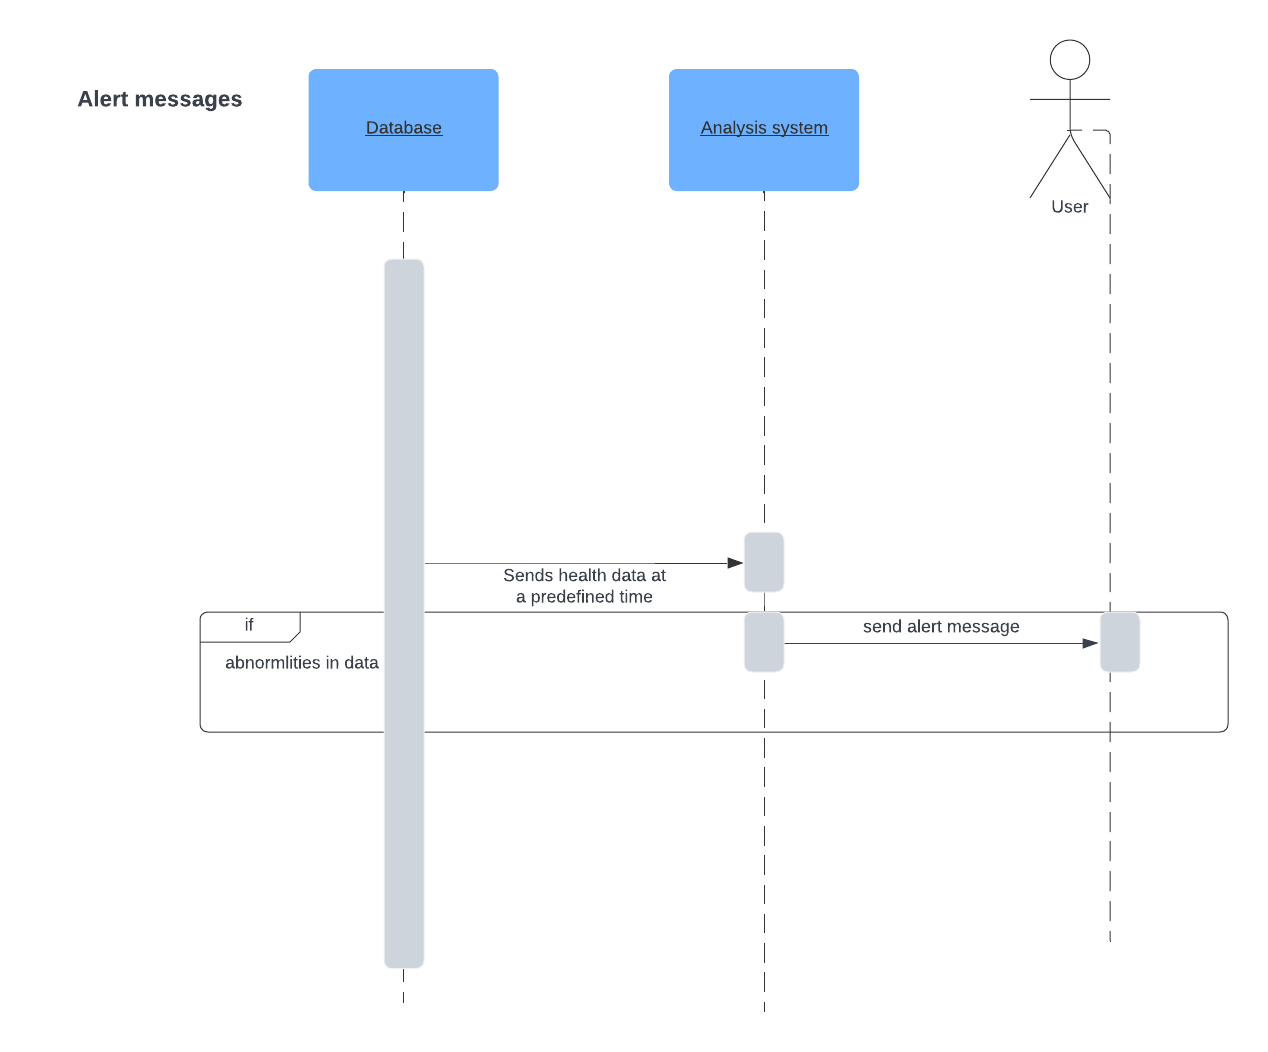 Alert messages
Database
Analysis system
User
Sends health data at
a predefined time
if
send alert message
abnormlities in data